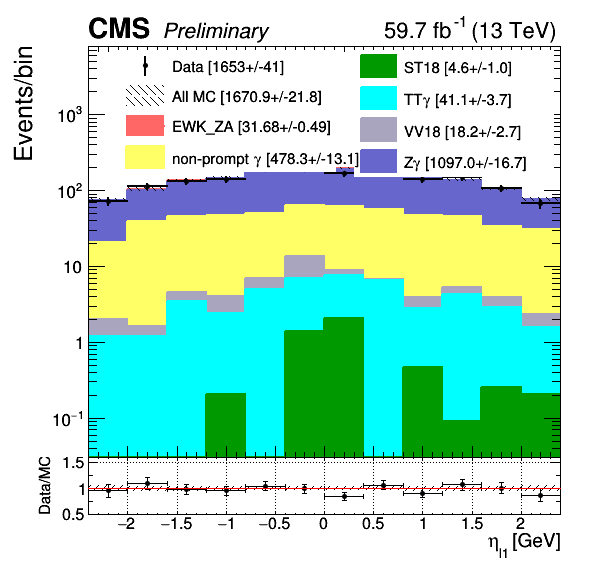 CMS Preliminary 59.7 fb⁻¹ (13 TeV)
Events/bin
Data [1653+/-41]
All MC [1670.9+/-21.8]
EWK_ZA [31.68+/-0.49]
non-prompt γ [478.3+/-13.1]
ST18 [4.6+/-1.0]
TTγ [41.1+/-3.7]
VV18 [18.2+/-2.7]
Zγ [1097.0+/-16.7]
10³
10²
10
1
10⁻¹
Data/MC
1.5
1
0.5
−2 −1.5 −1 −0.5 0 0.5 1 1.5 2
η_l1 [GeV]